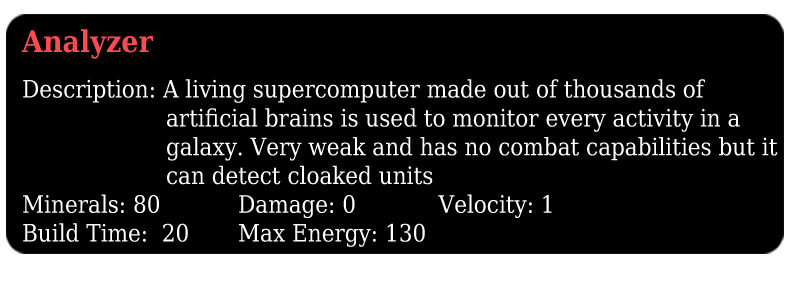 Analyzer
Description: A living supercomputer made out of thousands of
artificial brains is used to monitor every activity in a
galaxy. Very weak and has no combat capabilities but it
can detect cloaked units
Minerals: 80 Damage: 0 Velocity: 1
Build Time: 20 Max Energy: 130